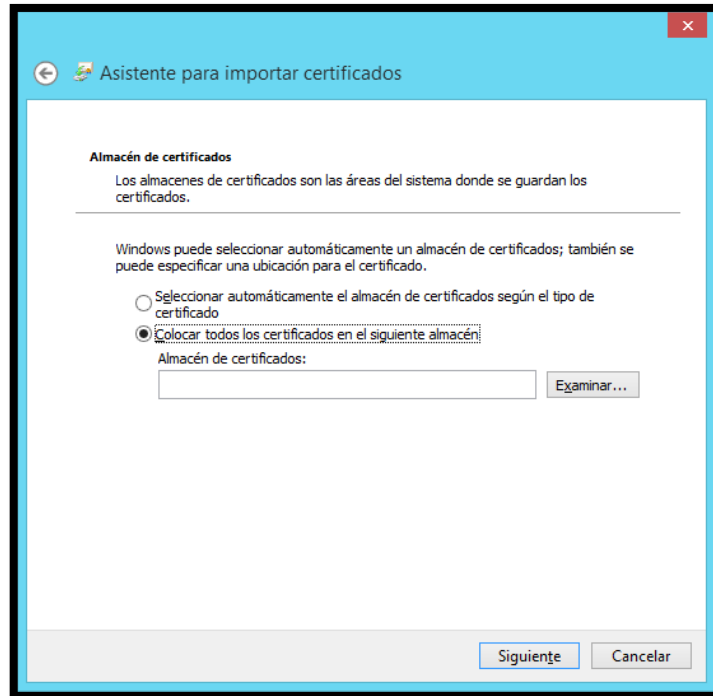 Asistente para importar certificados
Almacén de certificados
Los almacenes de certificados son las áreas del sistema donde se guardan los
certificados.
Windows puede seleccionar automáticamente un almacén de certificados; también se
puede especificar una ubicación para el certificado.
Seleccionar automáticamente el almacén de certificados según el tipo de
certificado
Colocar todos los certificados en el siguiente almacén
Almacén de certificados:
Examinar...
Siguiente
Cancelar